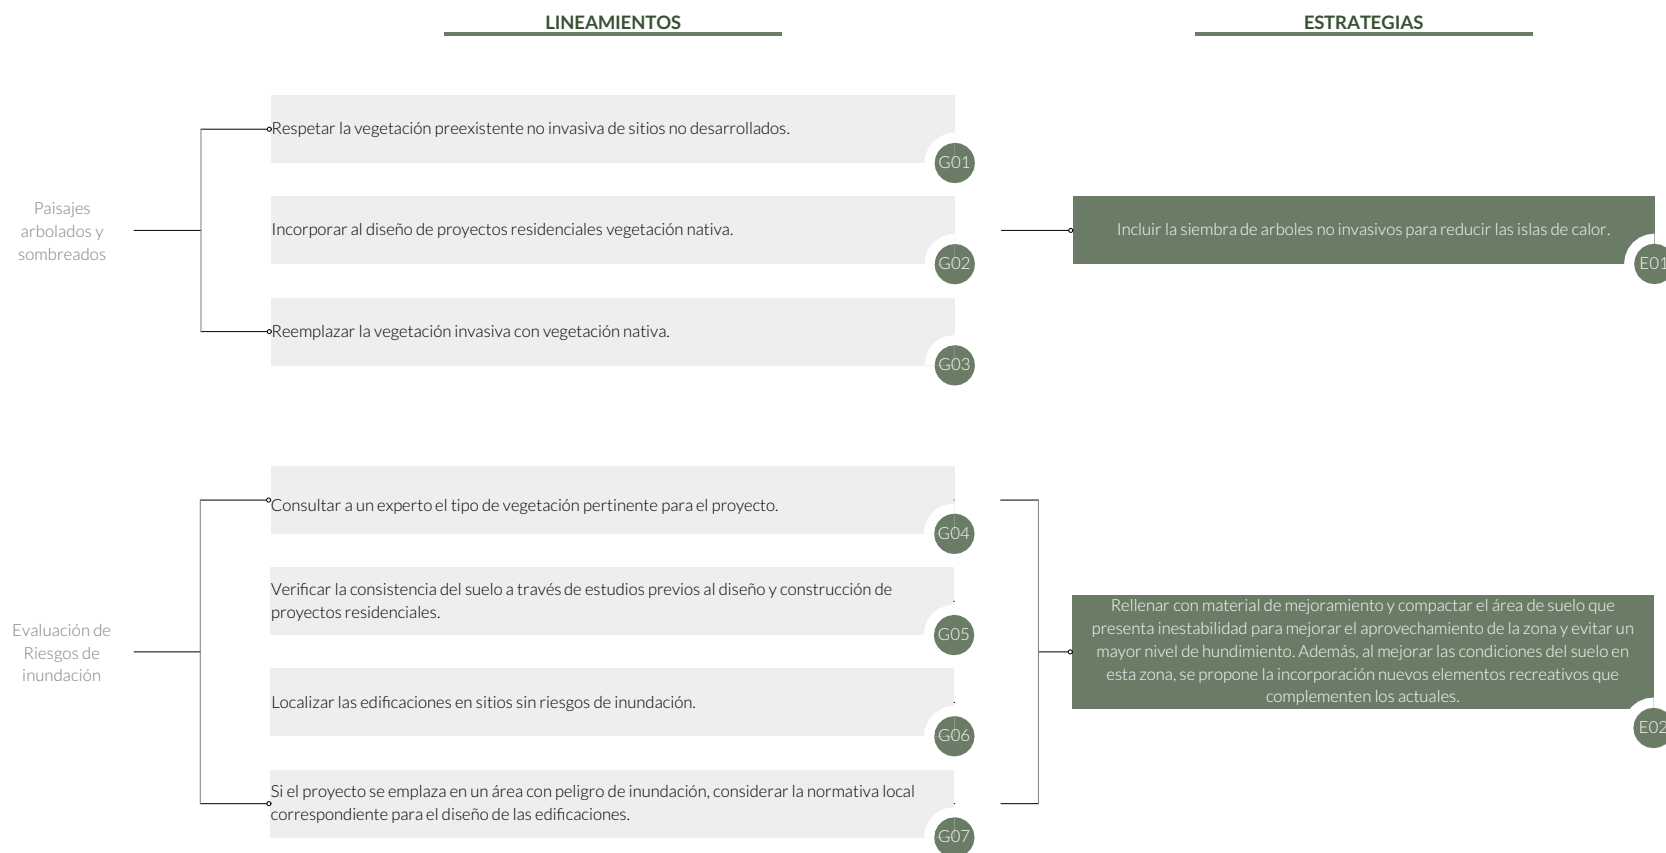 LINEAMIENTOS
ESTRATEGIAS
Paisajes
arbolados y
sombreados
Respetar la vegetación preexistente no invasiva de sitios no desarrollados.
G01
Incorporar al diseño de proyectos residenciales vegetación nativa.
G02
Reemplazar la vegetación invasiva con vegetación nativa.
G03
Incluir la siembra de arboles no invasivos para reducir las islas de calor.
E01
Evaluación de
Riesgos de
inundación
Consultar a un experto el tipo de vegetación pertinente para el proyecto.
G04
Verificar la consistencia del suelo a través de estudios previos al diseño y construcción de
proyectos residenciales.
G05
Localizar las edificaciones en sitios sin riesgos de inundación.
G06
Si el proyecto se emplaza en un área con peligro de inundación, considerar la normativa local
correspondiente para el diseño de las edificaciones.
G07
Rellenar con material de mejoramiento y compactar el área de suelo que
presenta inestabilidad para mejorar el aprovechamiento de la zona y evitar un
mayor nivel de hundimiento. Además, al mejorar las condiciones del suelo en
esta zona, se propone la incorporación nuevos elementos recreativos que
complementen los actuales.
E02